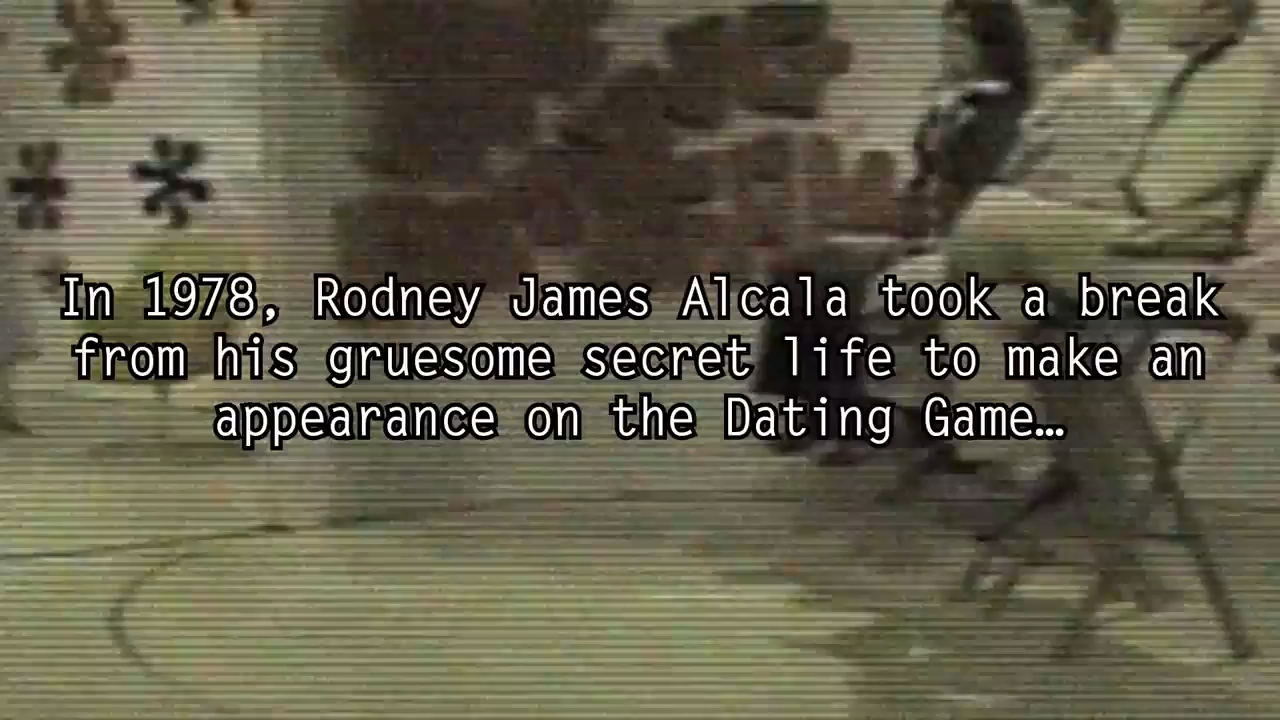 In 1978, Rodney James Alcala took a break
from his gruesome secret life to make an
appearance on the Dating Game…